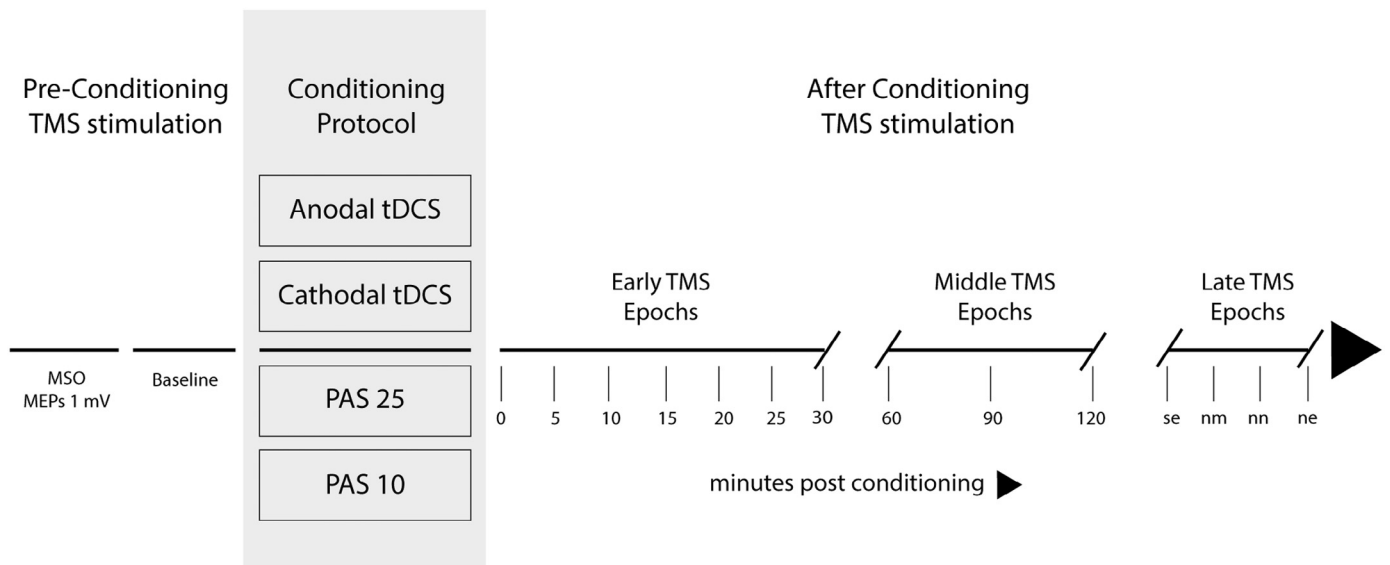 Pre-Conditioning
TMS stimulation
Conditioning
Protocol
After Conditioning
TMS stimulation
Anodal tDCS
Cathodal tDCS
PAS 25
PAS 10
MSO
MEPs 1 mV
Baseline
Early TMS
Epochs
0 5 10 15 20 25 30
Middle TMS
Epochs
60 90 120
Late TMS
Epochs
se nm nn ne
minutes post conditioning